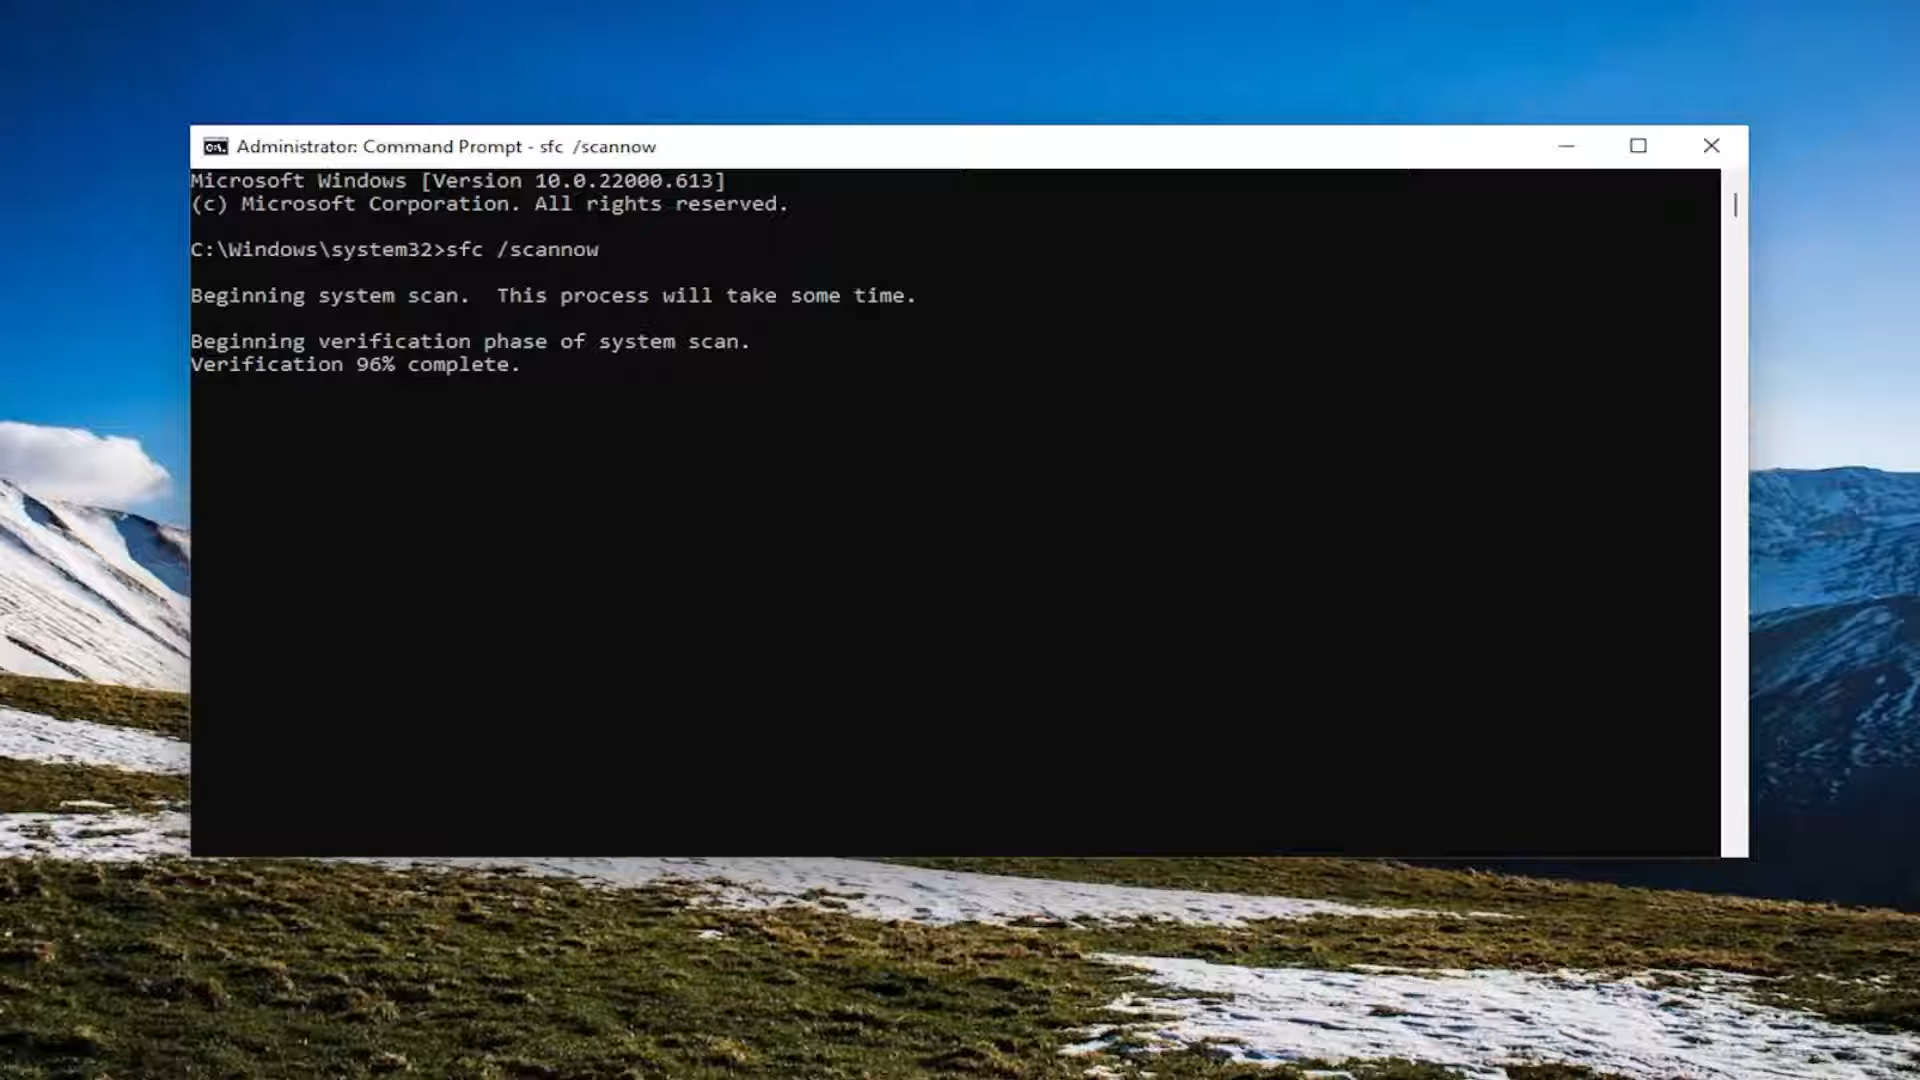 Administrator: Command Prompt - sfc  /scannow
Microsoft Windows [Version 10.0.22000.613]
(c) Microsoft Corporation. All rights reserved.
C:\Windows\system32>sfc /scannow
Beginning system scan.  This process will take some time.
Beginning verification phase of system scan.
Verification 96% complete.